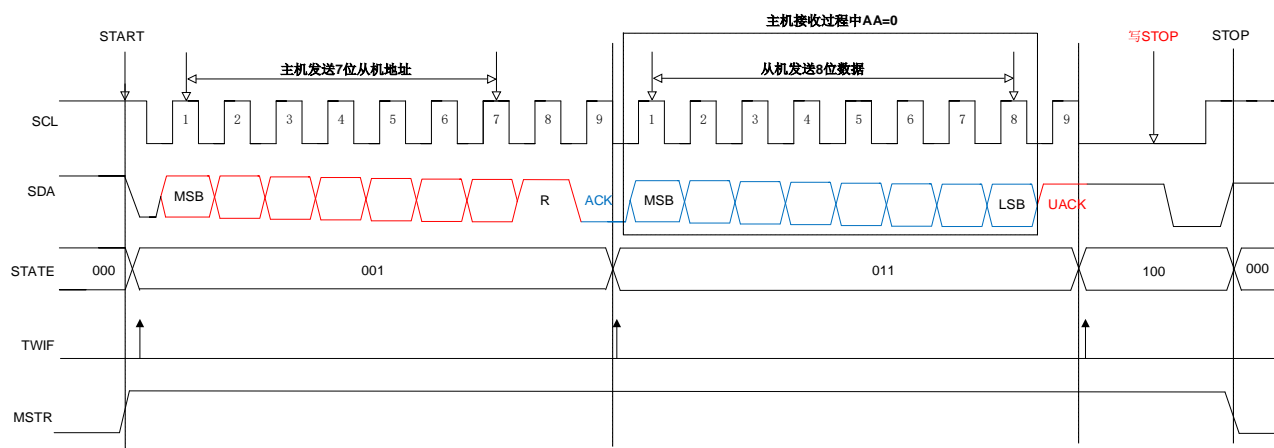 主机接收过程中AA=0
START
写STOP
STOP
主机发送7位从机地址
从机发送8位数据
SCL
1 2 3 4 5 6 7 8 9 1 2 3 4 5 6 7 8 9
SDA
MSB R ACK MSB LSB UACK
STATE
000 001 011 100 000
TWIF
MSTR